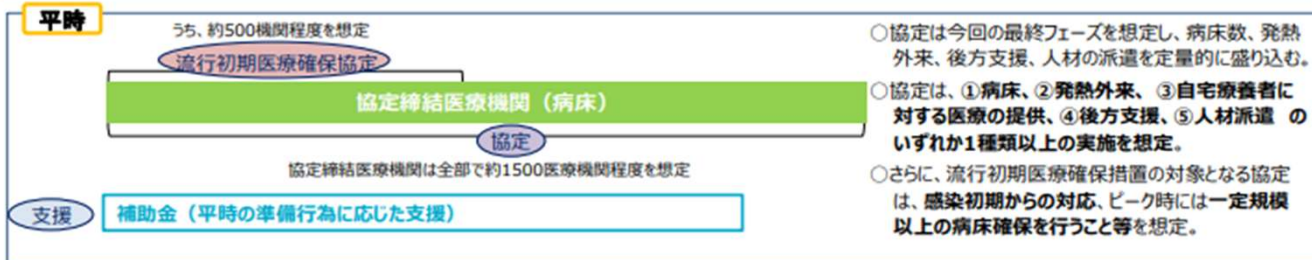 平時
うち、約500機関程度を想定
流行初期医療確保協定
協定締結医療機関（病床）
協定
協定締結医療機関は全部で約1500医療機関程度を想定
支援
補助金（平時の準備行為に応じた支援）
○協定は今回の最終フェーズを想定し、病床数、発熱
外来、後方支援、人材の派遣を定量的に盛り込む。
○協定は、①病床、②発熱外来、③自宅療養者に
対する医療の提供、④後方支援、⑤人材派遣 の
いずれか1種類以上の実施を想定。
○さらに、流行初期医療確保措置の対象となる協定
は、感染初期からの対応、ピーク時には一定規模
以上の病床確保を行うこと等を想定。